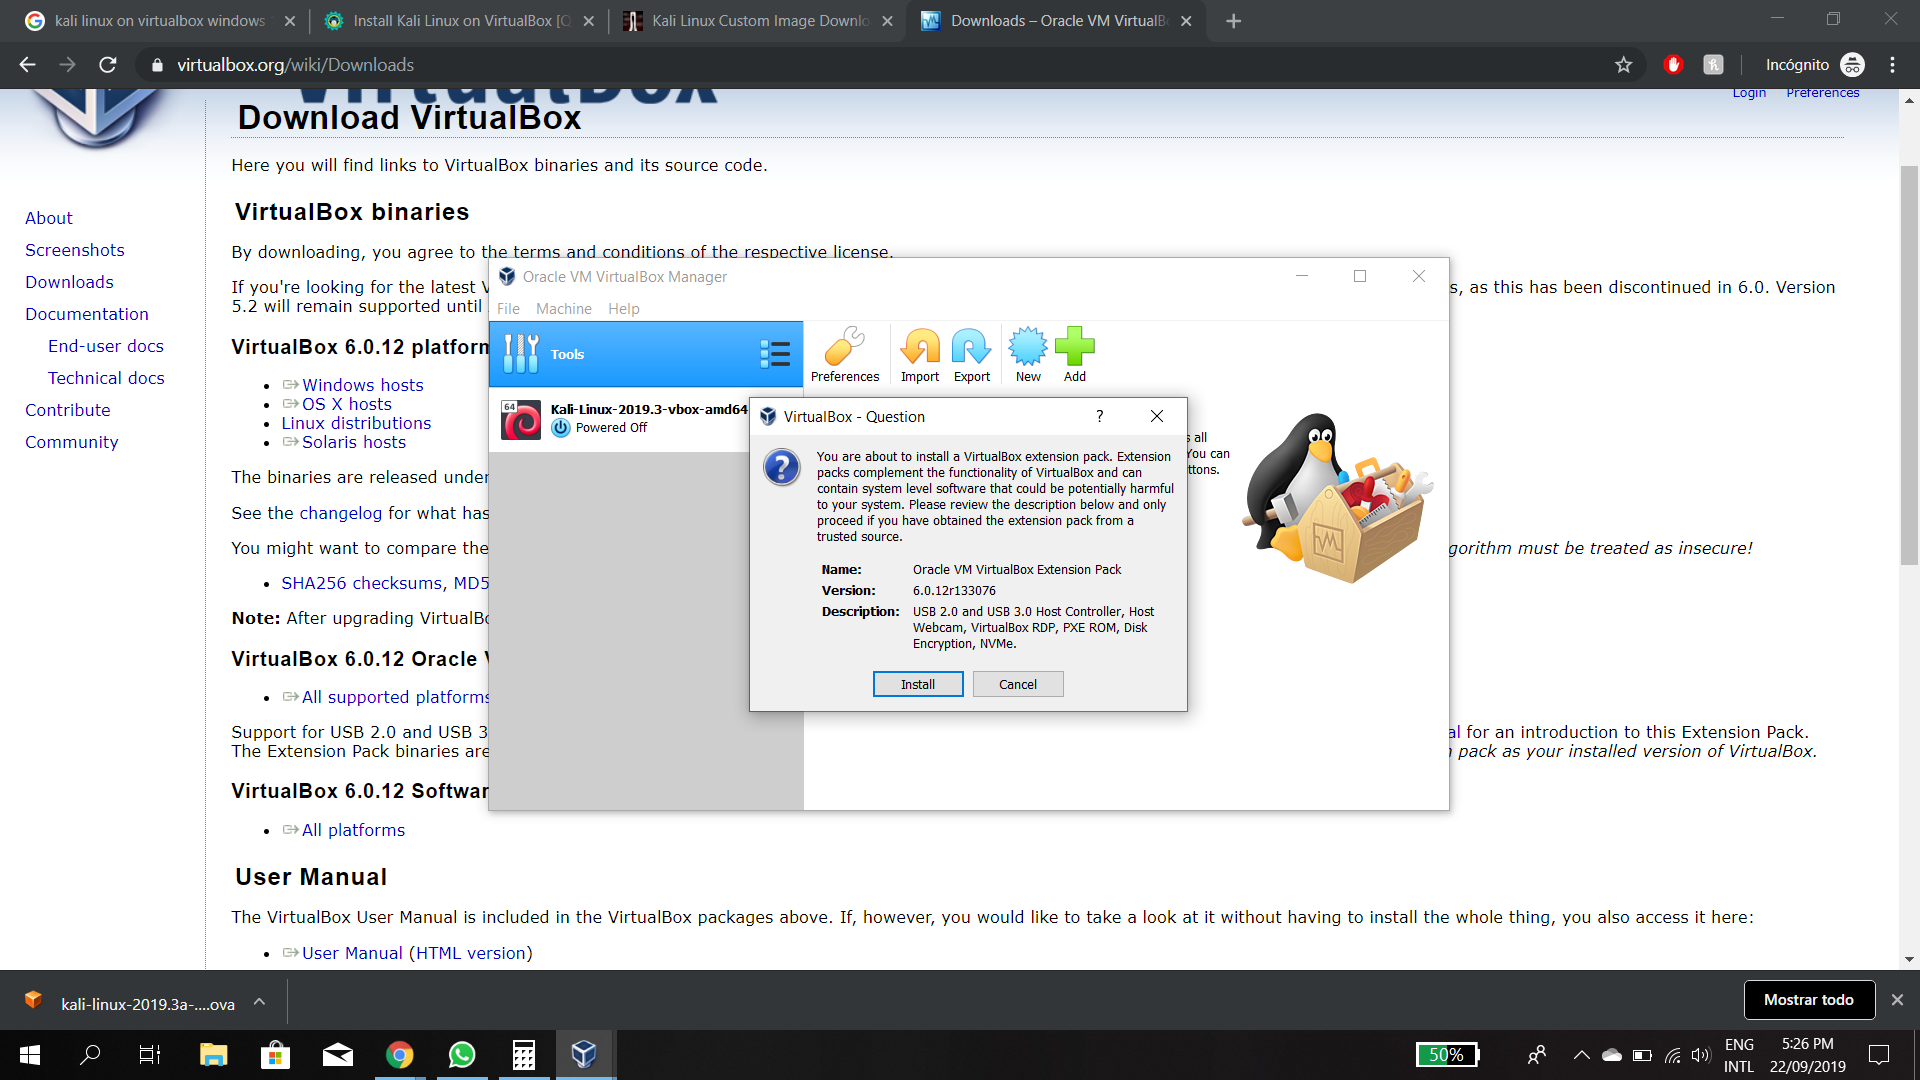 kali linux on virtualbox windows
Install Kali Linux on VirtualBox [Q
Kali Linux Custom Image Downlo
Downloads – Oracle VM VirtualB
virtualbox.org/wiki/Downloads
Incógnito
VirtualBox
Login Preferences
Download VirtualBox
Here you will find links to VirtualBox binaries and its source code.
VirtualBox binaries
By downloading, you agree to the terms and conditions of the respective license.
If you're looking for the latest V
s, as this has been discontinued in 6.0. Version
5.2 will remain supported until
About
Screenshots
Downloads
Documentation
End-user docs
Technical docs
Contribute
Community
VirtualBox 6.0.12 platform
Windows hosts
OS X hosts
Linux distributions
Solaris hosts
The binaries are released under
See the changelog for what has
You might want to compare the
gorithm must be treated as insecure!
SHA256 checksums, MD5
Note: After upgrading VirtualBo
VirtualBox 6.0.12 Oracle V
All supported platforms
Support for USB 2.0 and USB 3
al for an introduction to this Extension Pack.
The Extension Pack binaries are
n pack as your installed version of VirtualBox.
VirtualBox 6.0.12 Softwar
All platforms
User Manual
The VirtualBox User Manual is included in the VirtualBox packages above. If, however, you would like to take a look at it without having to install the whole thing, you also access it here:
User Manual (HTML version)
Oracle VM VirtualBox Manager
File Machine Help
Tools
Preferences Import Export New Add
64
Kali-Linux-2019.3-vbox-amd64
Powered Off
s all
You can
ttons.
VirtualBox - Question
?
You are about to install a VirtualBox extension pack. Extension
packs complement the functionality of VirtualBox and can
contain system level software that could be potentially harmful
to your system. Please review the description below and only
proceed if you have obtained the extension pack from a
trusted source.
Name: Oracle VM VirtualBox Extension Pack
Version: 6.0.12r133076
Description: USB 2.0 and USB 3.0 Host Controller, Host
Webcam, VirtualBox RDP, PXE ROM, Disk
Encryption, NVMe.
Install Cancel
kali-linux-2019.3a-....ova
Mostrar todo
50%
ENG
INTL
5:26 PM
22/09/2019